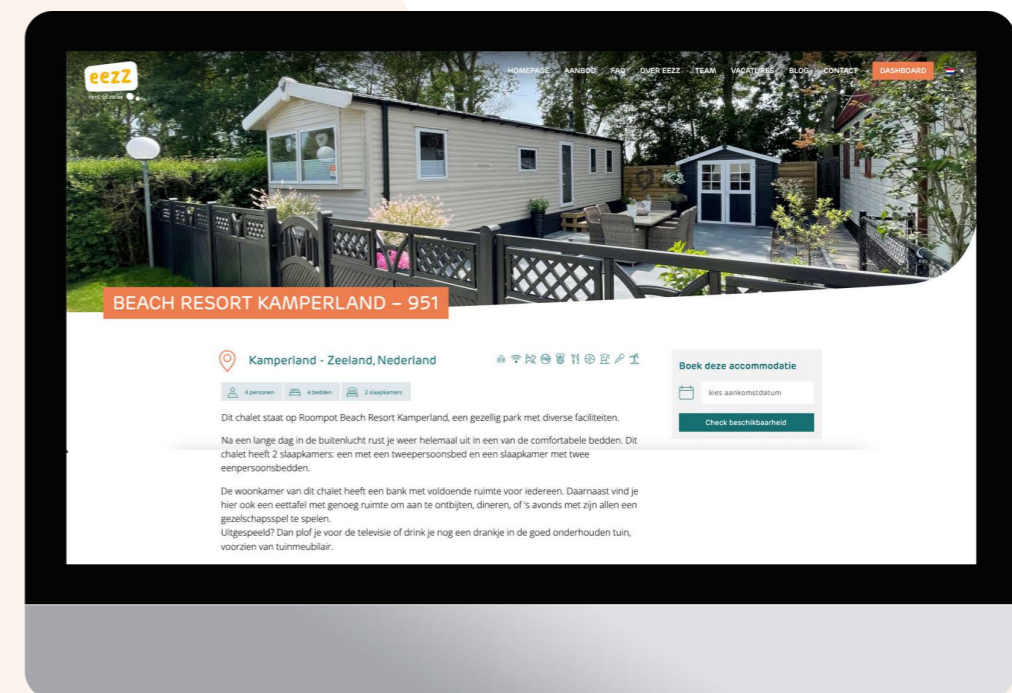 eezz
HOMEPAGE AANBOD FAQ OVER EEZZ TEAM VACATURES BLOG CONTACT DASHBOARD
BEACH RESORT KAMPERLAND – 951
Kamperland - Zeeland, Nederland
4 personen 4 bedden 2 slaapkamers
Dit chalet staat op Roompot Beach Resort Kamperland, een gezellig park met diverse faciliteiten.
Na een lange dag in de buitenlucht rust je weer helemaal uit in een van de comfortabele bedden. Dit
chalet heeft 2 slaapkamers: een met een tweepersoonsbed en een slaapkamer met twee
eenpersoonsbedden.
De woonkamer van dit chalet heeft een bank met voldoende ruimte voor iedereen. Daarnaast vind je
hier ook een eettafel met genoeg ruimte om aan te ontbijten, dineren, of 's avonds met zijn allen een
gezelschapsspel te spelen.
Uitgespeeld? Dan plof je voor de televisie of drink je nog een drankje in de goed onderhouden tuin,
voorzien van tuinmeubilair.
Boek deze accommodatie
kies aankomstdatum
Check beschikbaarheid